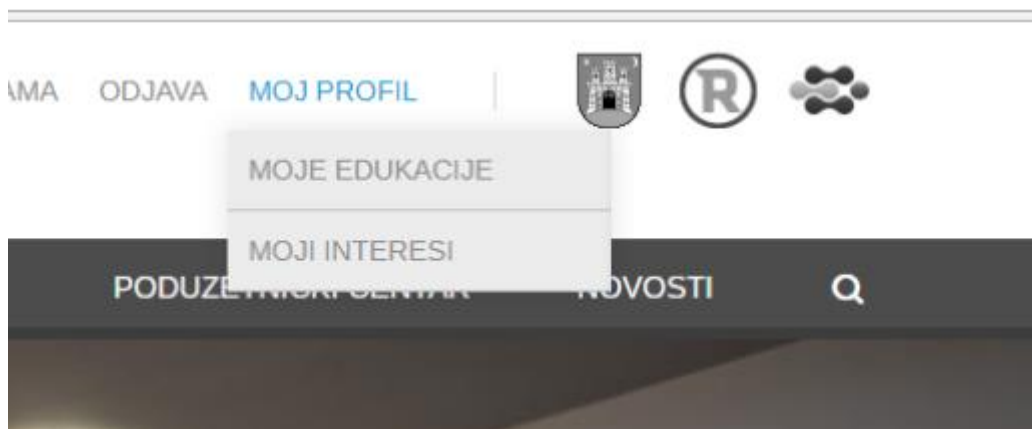 ODJAVA MOJ PROFIL
R
MOJE EDUKACIJE
MOJI INTERESI
NOVOSTI